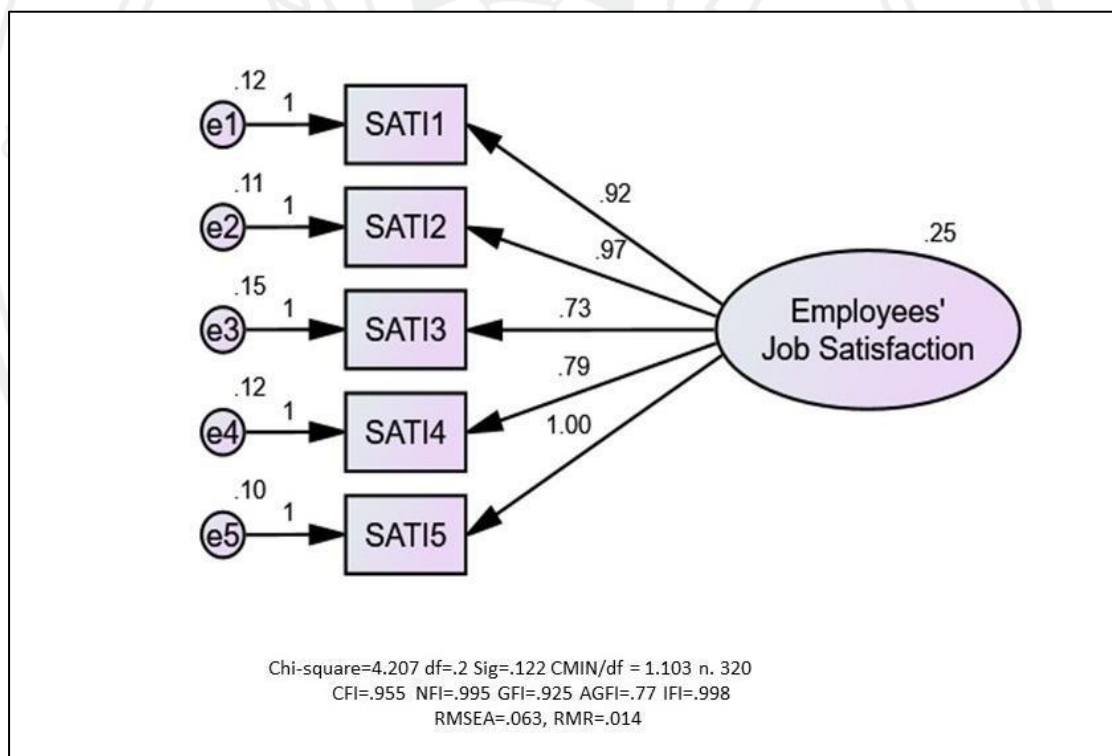 .12
1
e1
SATI1
.92
.11
1
e2
SATI2
.97
.25
.15
1
e3
SATI3
.73
Employees'
Job Satisfaction
.12
1
e4
SATI4
.79
.10
1
e5
SATI5
1.00
Chi-square=4.207 df=.2 Sig=.122 CMIN/df = 1.103 n. 320
CFI=.955 NFI=.995 GFI=.925 AGFI=.77 IFI=.998
RMSEA=.063, RMR=.014